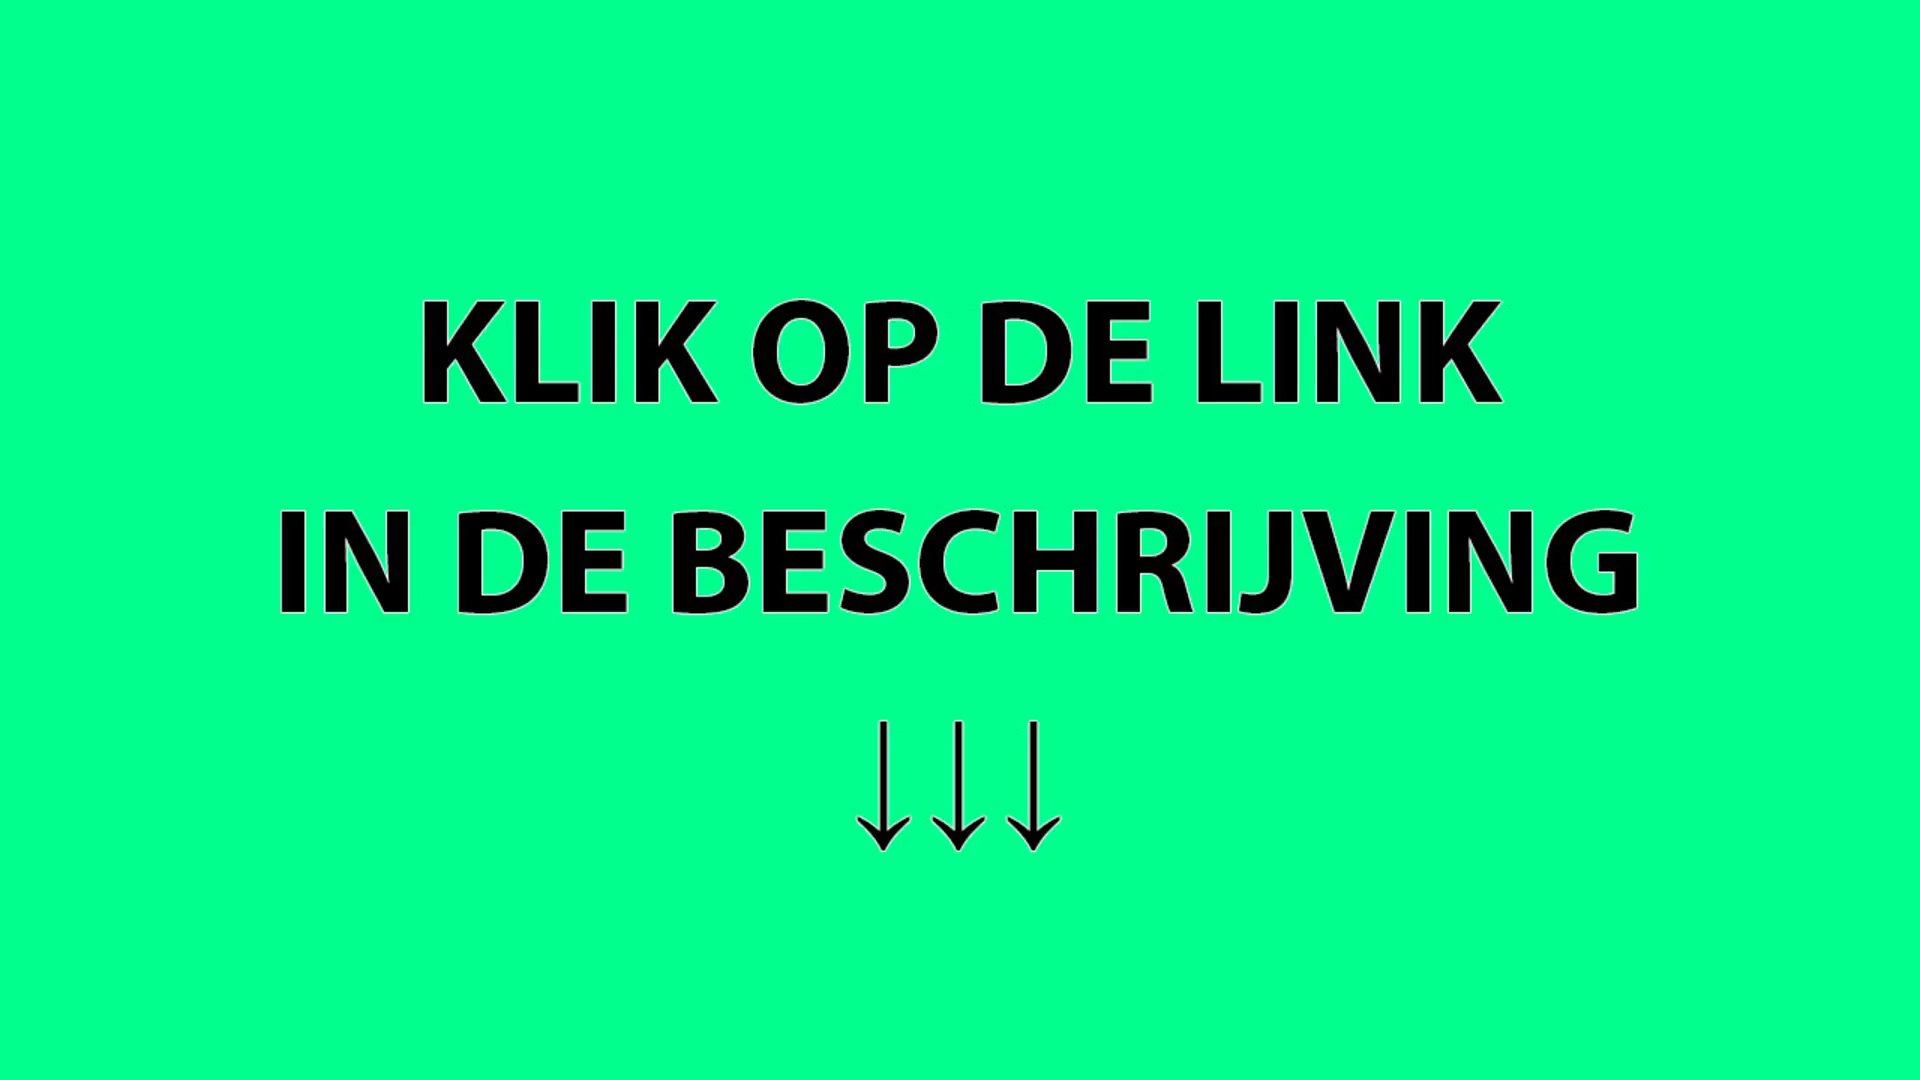 KLIK OP DE LINK
IN DE BESCHRIJVING
↓↓↓